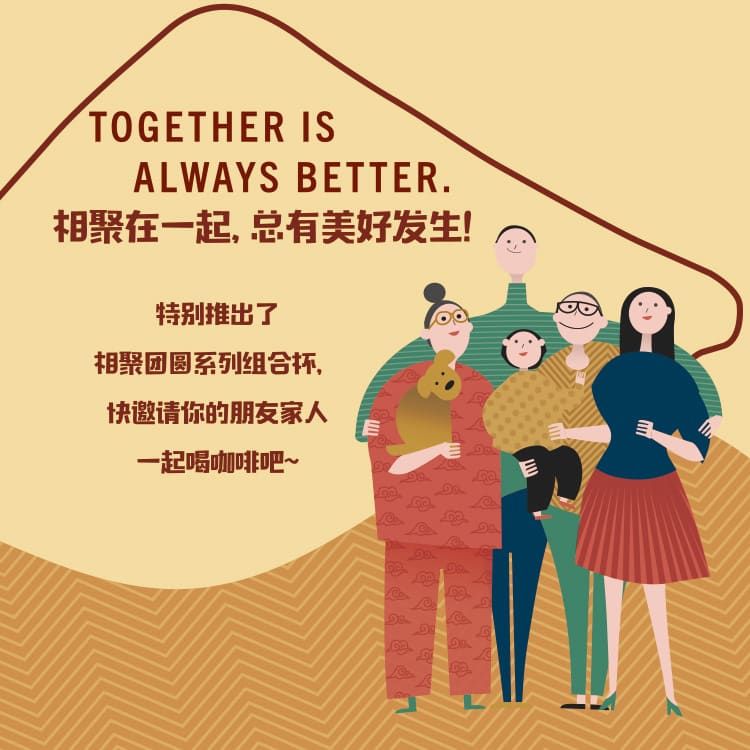 TOGETHER IS
ALWAYS BETTER.
相聚在一起, 总有美好发生!
特别推出了
相聚团圆系列组合杯,
快邀请你的朋友家人
一起喝咖啡吧~